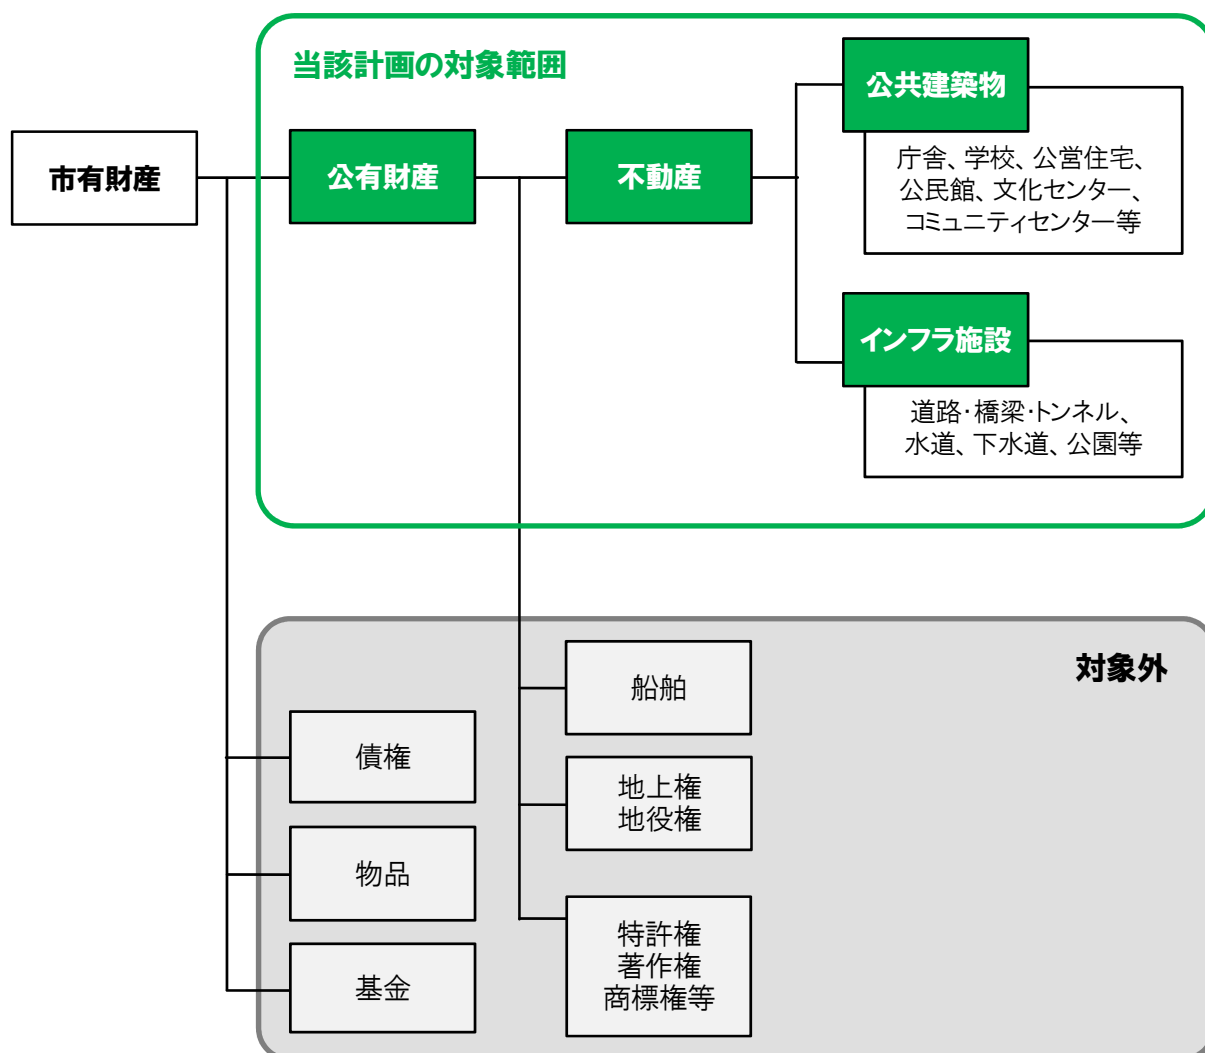 当該計画の対象範囲
市有財産
公有財産
不動産
公共建築物
庁舎、学校、公営住宅、
公民館、文化センター、
コミュニティセンター等
インフラ施設
道路・橋梁・トンネル、
水道、下水道、公園等
対象外
債権
物品
基金
船舶
地上権
地役権
特許権
著作権
商標権等